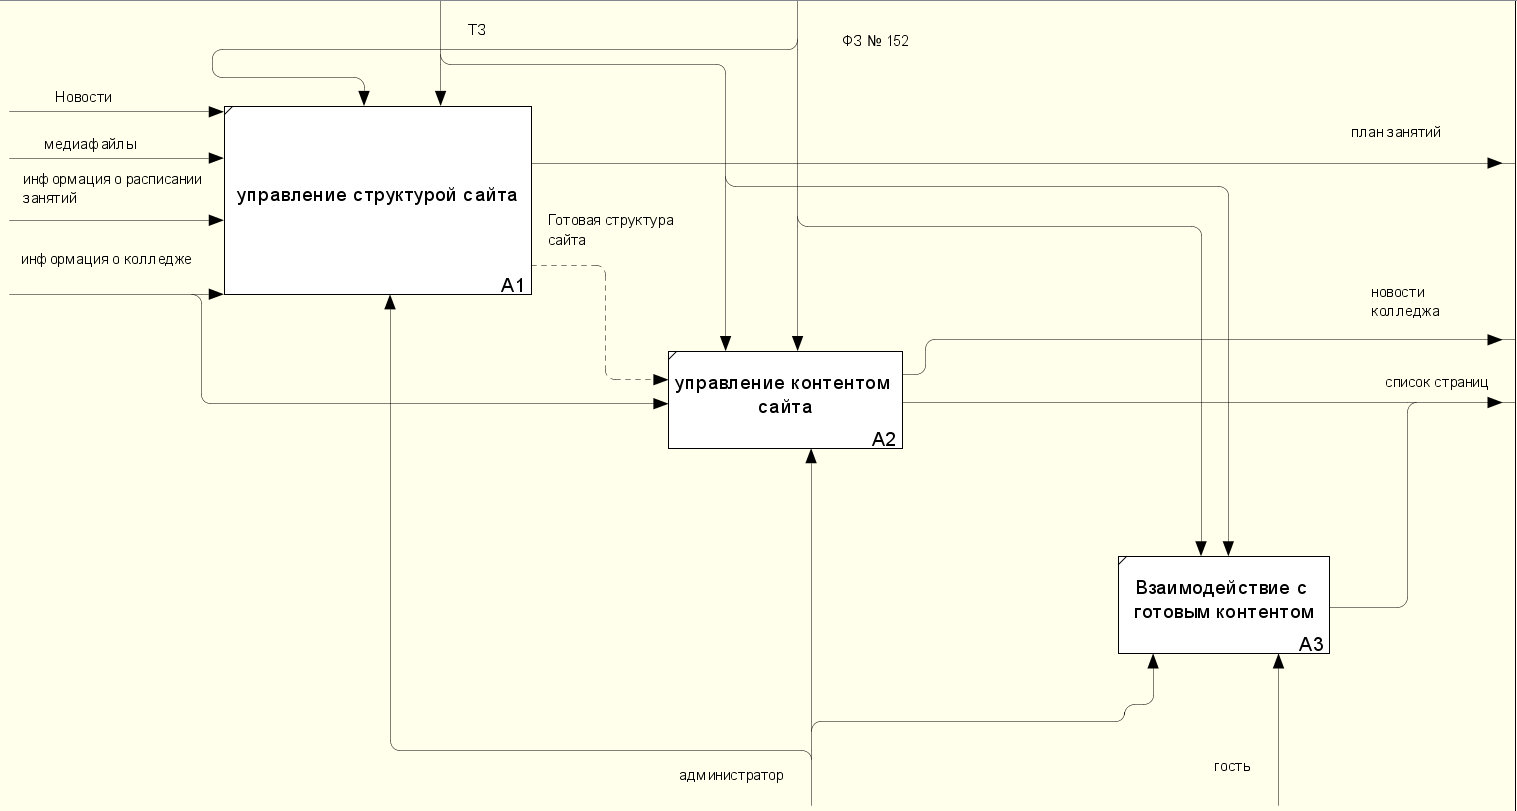 ТЗ
ФЗ № 152
Новости
медиафайлы
информация о расписании
занятий
информация о колледже
управление структурой сайта
A1
Готовая структура
сайта
план занятий
новости
колледжа
список страниц
управление контентом
сайта
A2
Взаимодействие с
готовым контентом
A3
администратор
гость